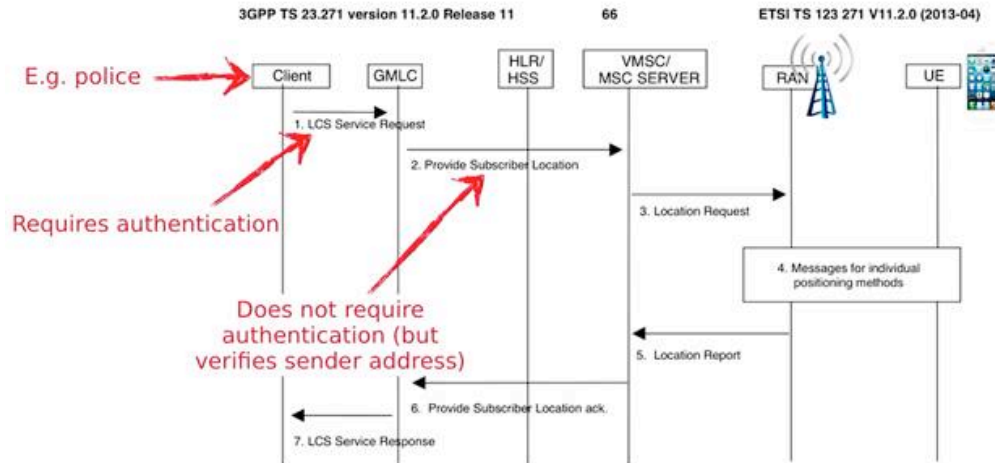 3GPP TS 23.271 version 11.2.0 Release 11
66
ETSI TS 123 271 V11.2.0 (2013-04)
E.g. police
Client
GMLC
HLR/
HSS
VMSC/
MSC SERVER
RAN
UE
1. LCS Service Request
2. Provide Subscriber Location
Requires authentication
3. Location Request
4. Messages for individual
positioning methods
Does not require
authentication (but
verifies sender address)
5. Location Report
6. Provide Subscriber Location ack.
7. LCS Service Response